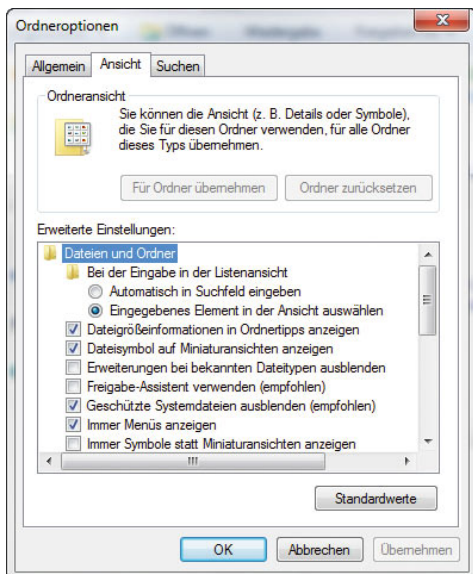 Ordneroptionen
Allgemein Ansicht Suchen
Ordneransicht
Sie können die Ansicht (z. B. Details oder Symbole),
die Sie für diesen Ordner verwenden, für alle Ordner
dieses Typs übernehmen.
Für Ordner übernehmen Ordner zurücksetzen
Erweiterte Einstellungen:
Dateien und Ordner
Bei der Eingabe in der Listenansicht
Automatisch in Suchfeld eingeben
Eingegebenes Element in der Ansicht auswählen
Dateigrößeinformationen in Ordnertipps anzeigen
Dateisymbol auf Miniaturansichten anzeigen
Erweiterungen bei bekannten Dateitypen ausblenden
Freigabe-Assistent verwenden (empfohlen)
Geschützte Systemdateien ausblenden (empfohlen)
Immer Menüs anzeigen
Immer Symbole statt Miniaturansichten anzeigen
Standardwerte
OK Abbrechen Übernehmen